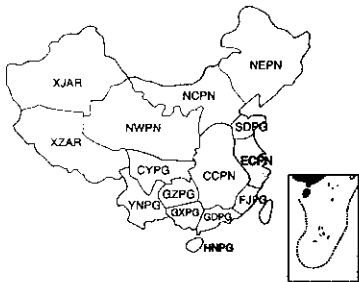 NEPN
XJAR
NCPN
SDPG
NWPN
XZAR
ECPN
CYPG
CCPN
GZPG
FJPG
YNPG
GXPG
GDPG
HNPG